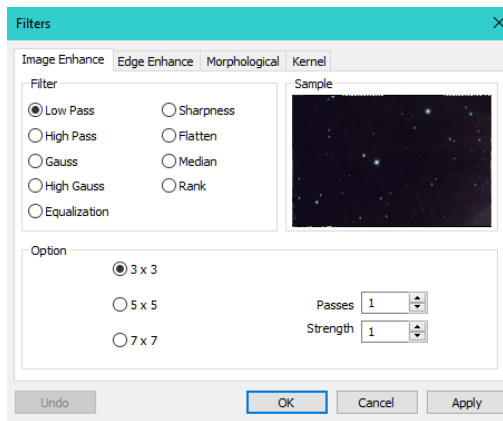 Filters
Image Enhance Edge Enhance Morphological Kernel
Filter
Low Pass
High Pass
Gauss
High Gauss
Equalization
Sharpness
Flatten
Median
Rank
Sample
Option
3 x 3
5 x 5
7 x 7
Passes 1
Strength 1
Undo OK Cancel Apply